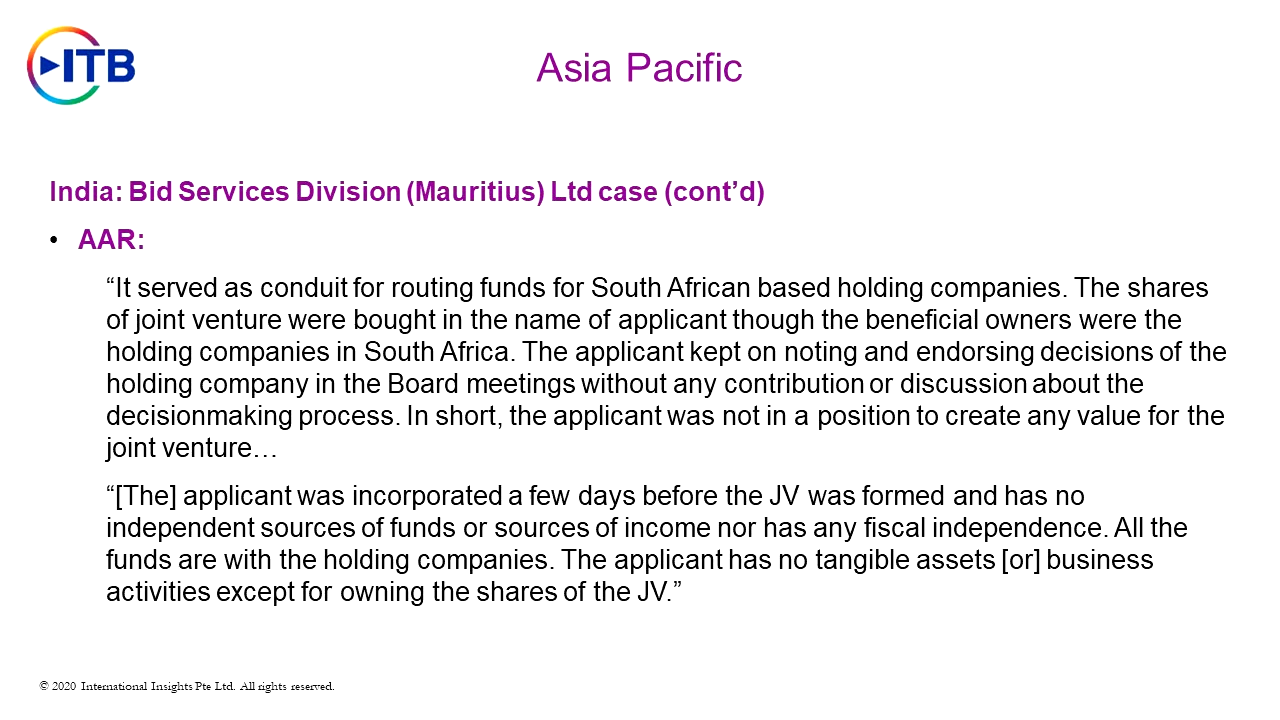 ITB
Asia Pacific
India: Bid Services Division (Mauritius) Ltd case (cont’d)
• AAR:
“It served as conduit for routing funds for South African based holding companies. The shares
of joint venture were bought in the name of applicant though the beneficial owners were the
holding companies in South Africa. The applicant kept on noting and endorsing decisions of the
holding company in the Board meetings without any contribution or discussion about the
decisionmaking process. In short, the applicant was not in a position to create any value for the
joint venture…
“[The] applicant was incorporated a few days before the JV was formed and has no
independent sources of funds or sources of income nor has any fiscal independence. All the
funds are with the holding companies. The applicant has no tangible assets [or] business
activities except for owning the shares of the JV.”
© 2020 International Insights Pte Ltd. All rights reserved.